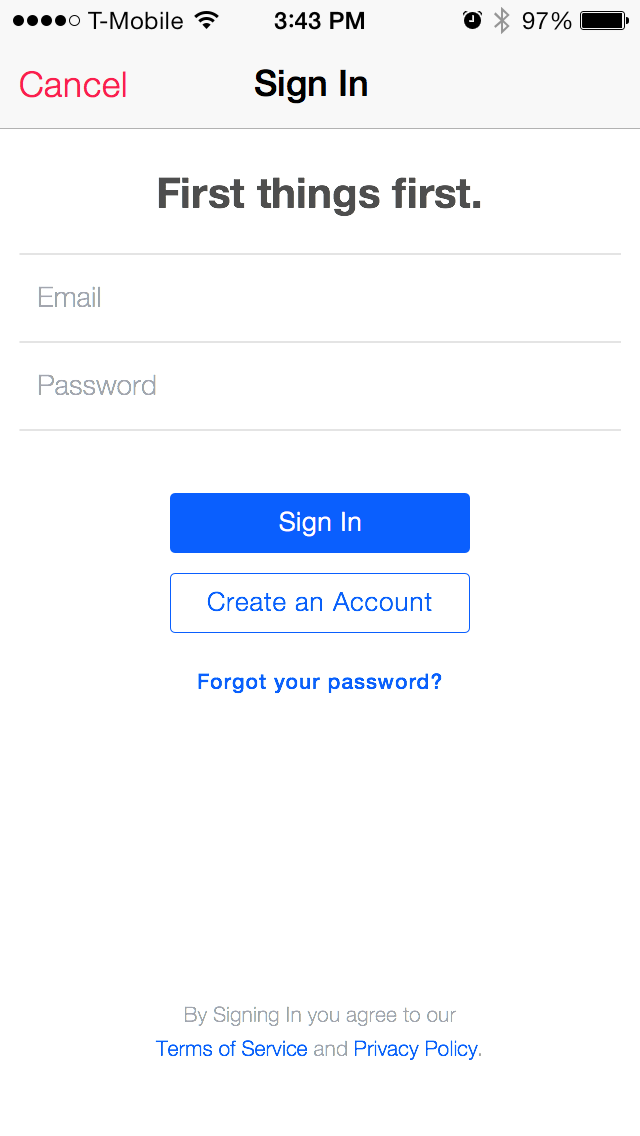 T-Mobile 3:43 PM 97%
Cancel Sign In
First things first.
Email
Password
Sign In
Create an Account
Forgot your password?
By Signing In you agree to our
Terms of Service and Privacy Policy.